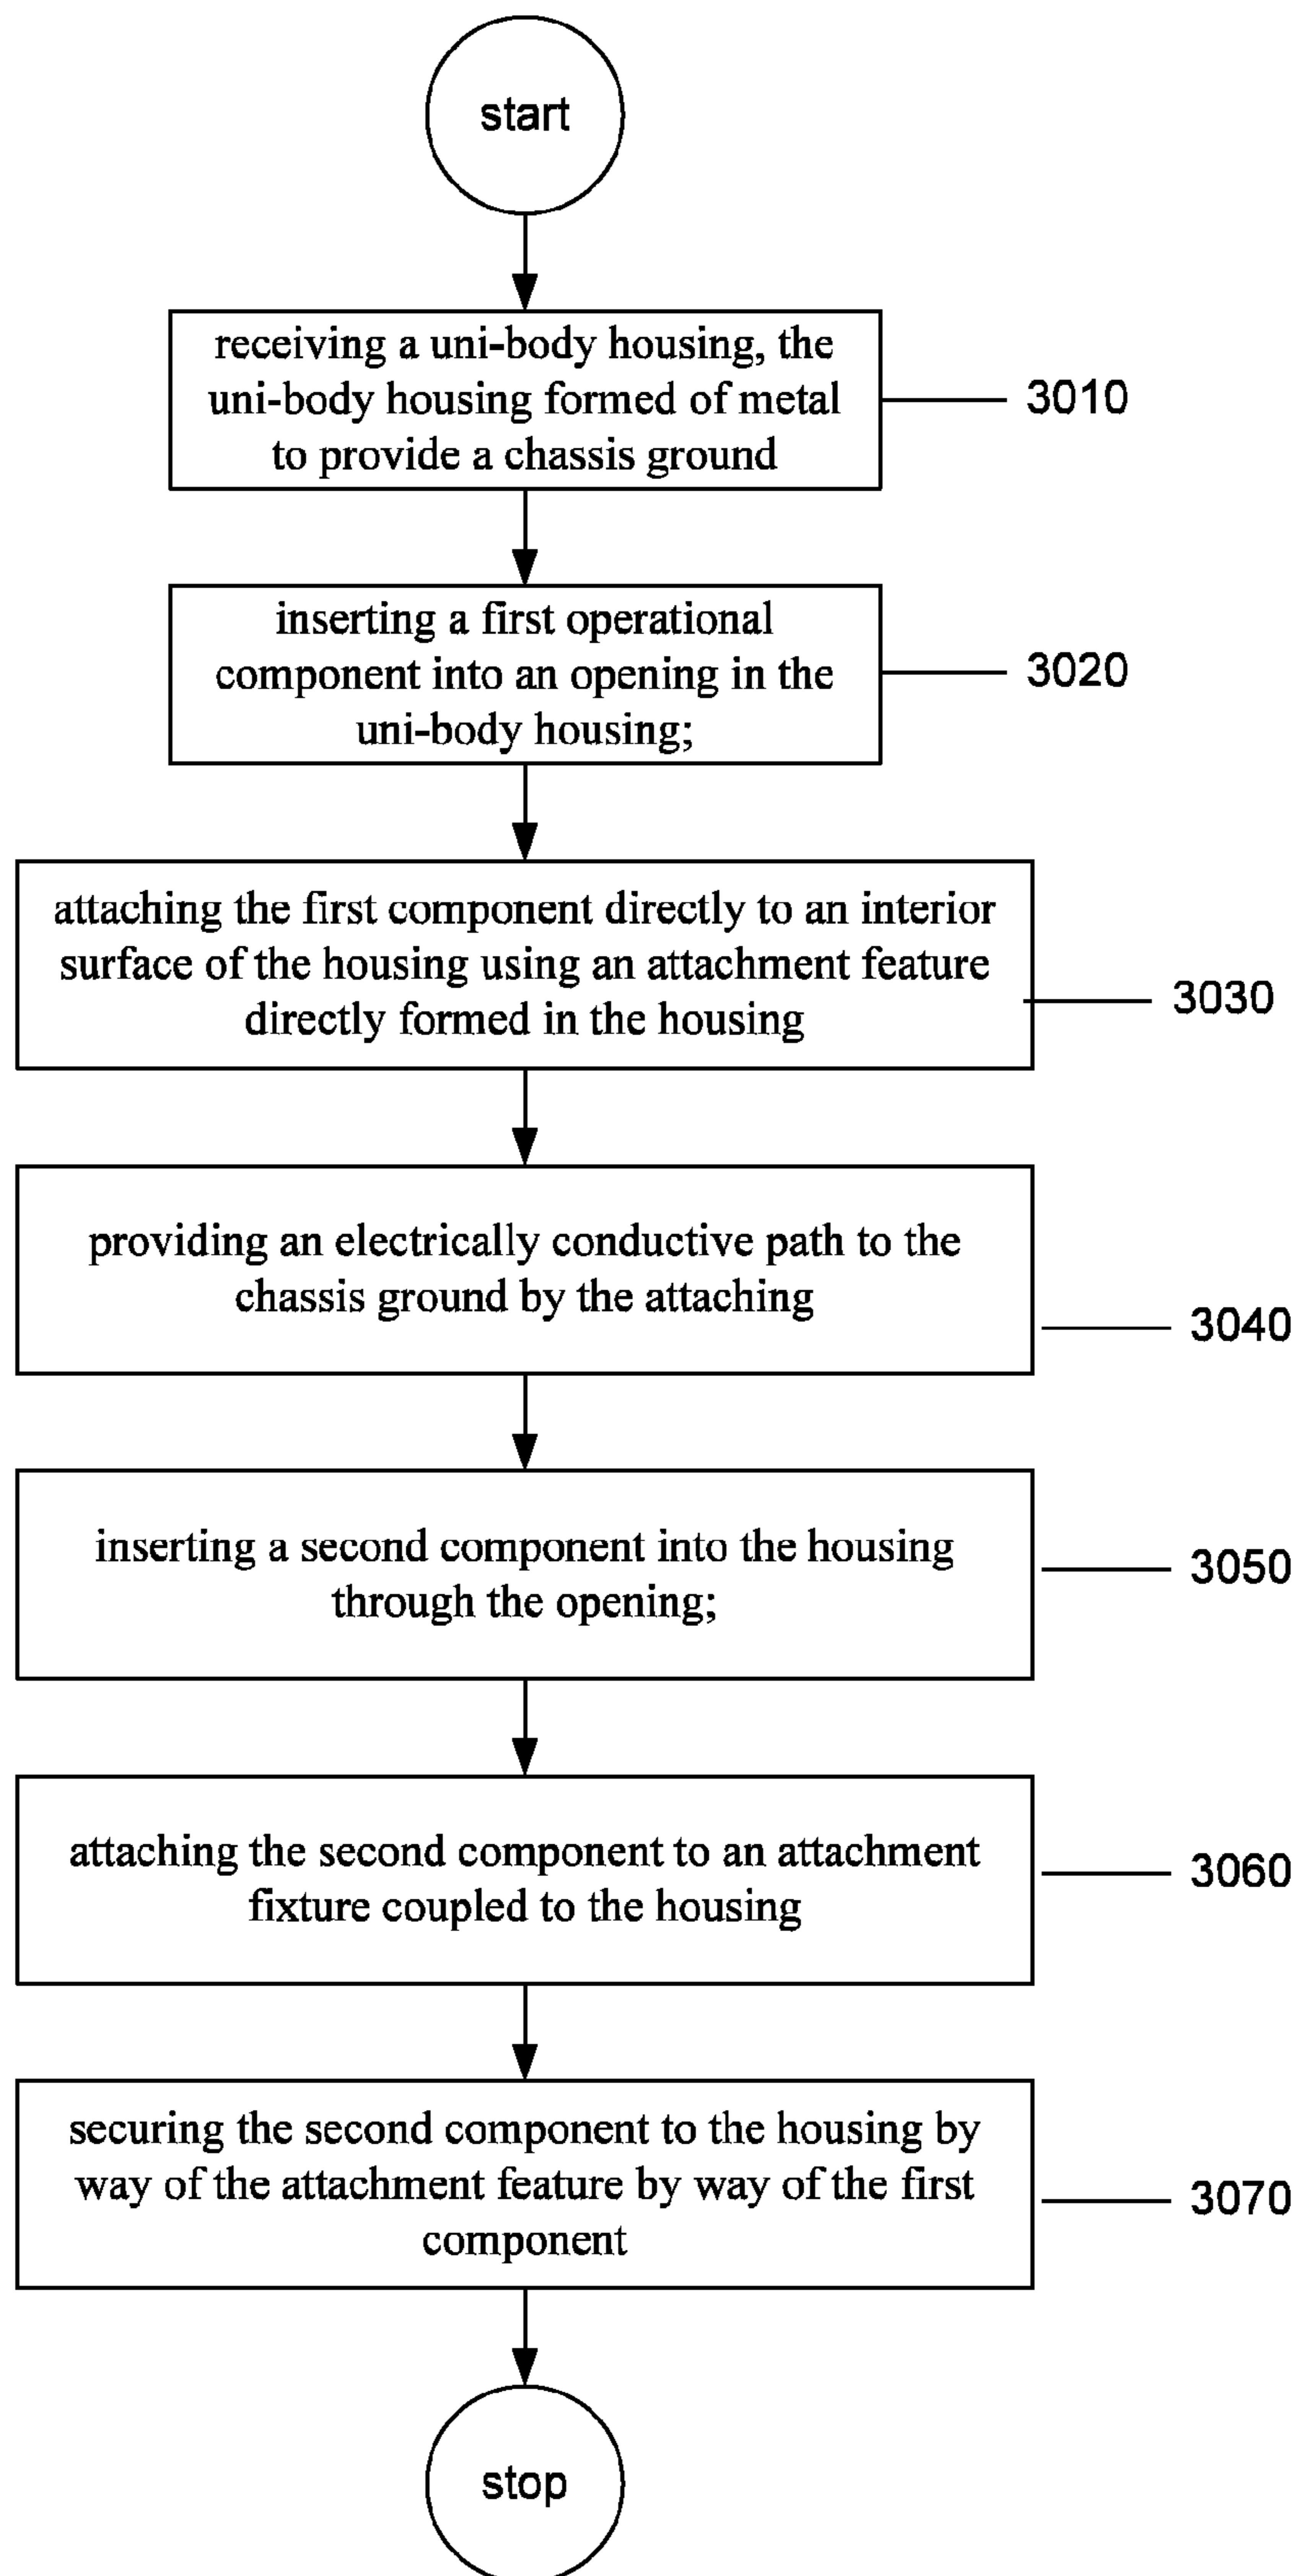 start
receiving a uni-body housing, the
uni-body housing formed of metal
to provide a chassis ground
3010
inserting a first operational
component into an opening in the
uni-body housing;
3020
attaching the first component directly to an interior
surface of the housing using an attachment feature
directly formed in the housing
3030
providing an electrically conductive path to the
chassis ground by the attaching
3040
inserting a second component into the housing
through the opening;
3050
attaching the second component to an attachment
fixture coupled to the housing
3060
securing the second component to the housing by
way of the attachment feature by way of the first
component
3070
stop